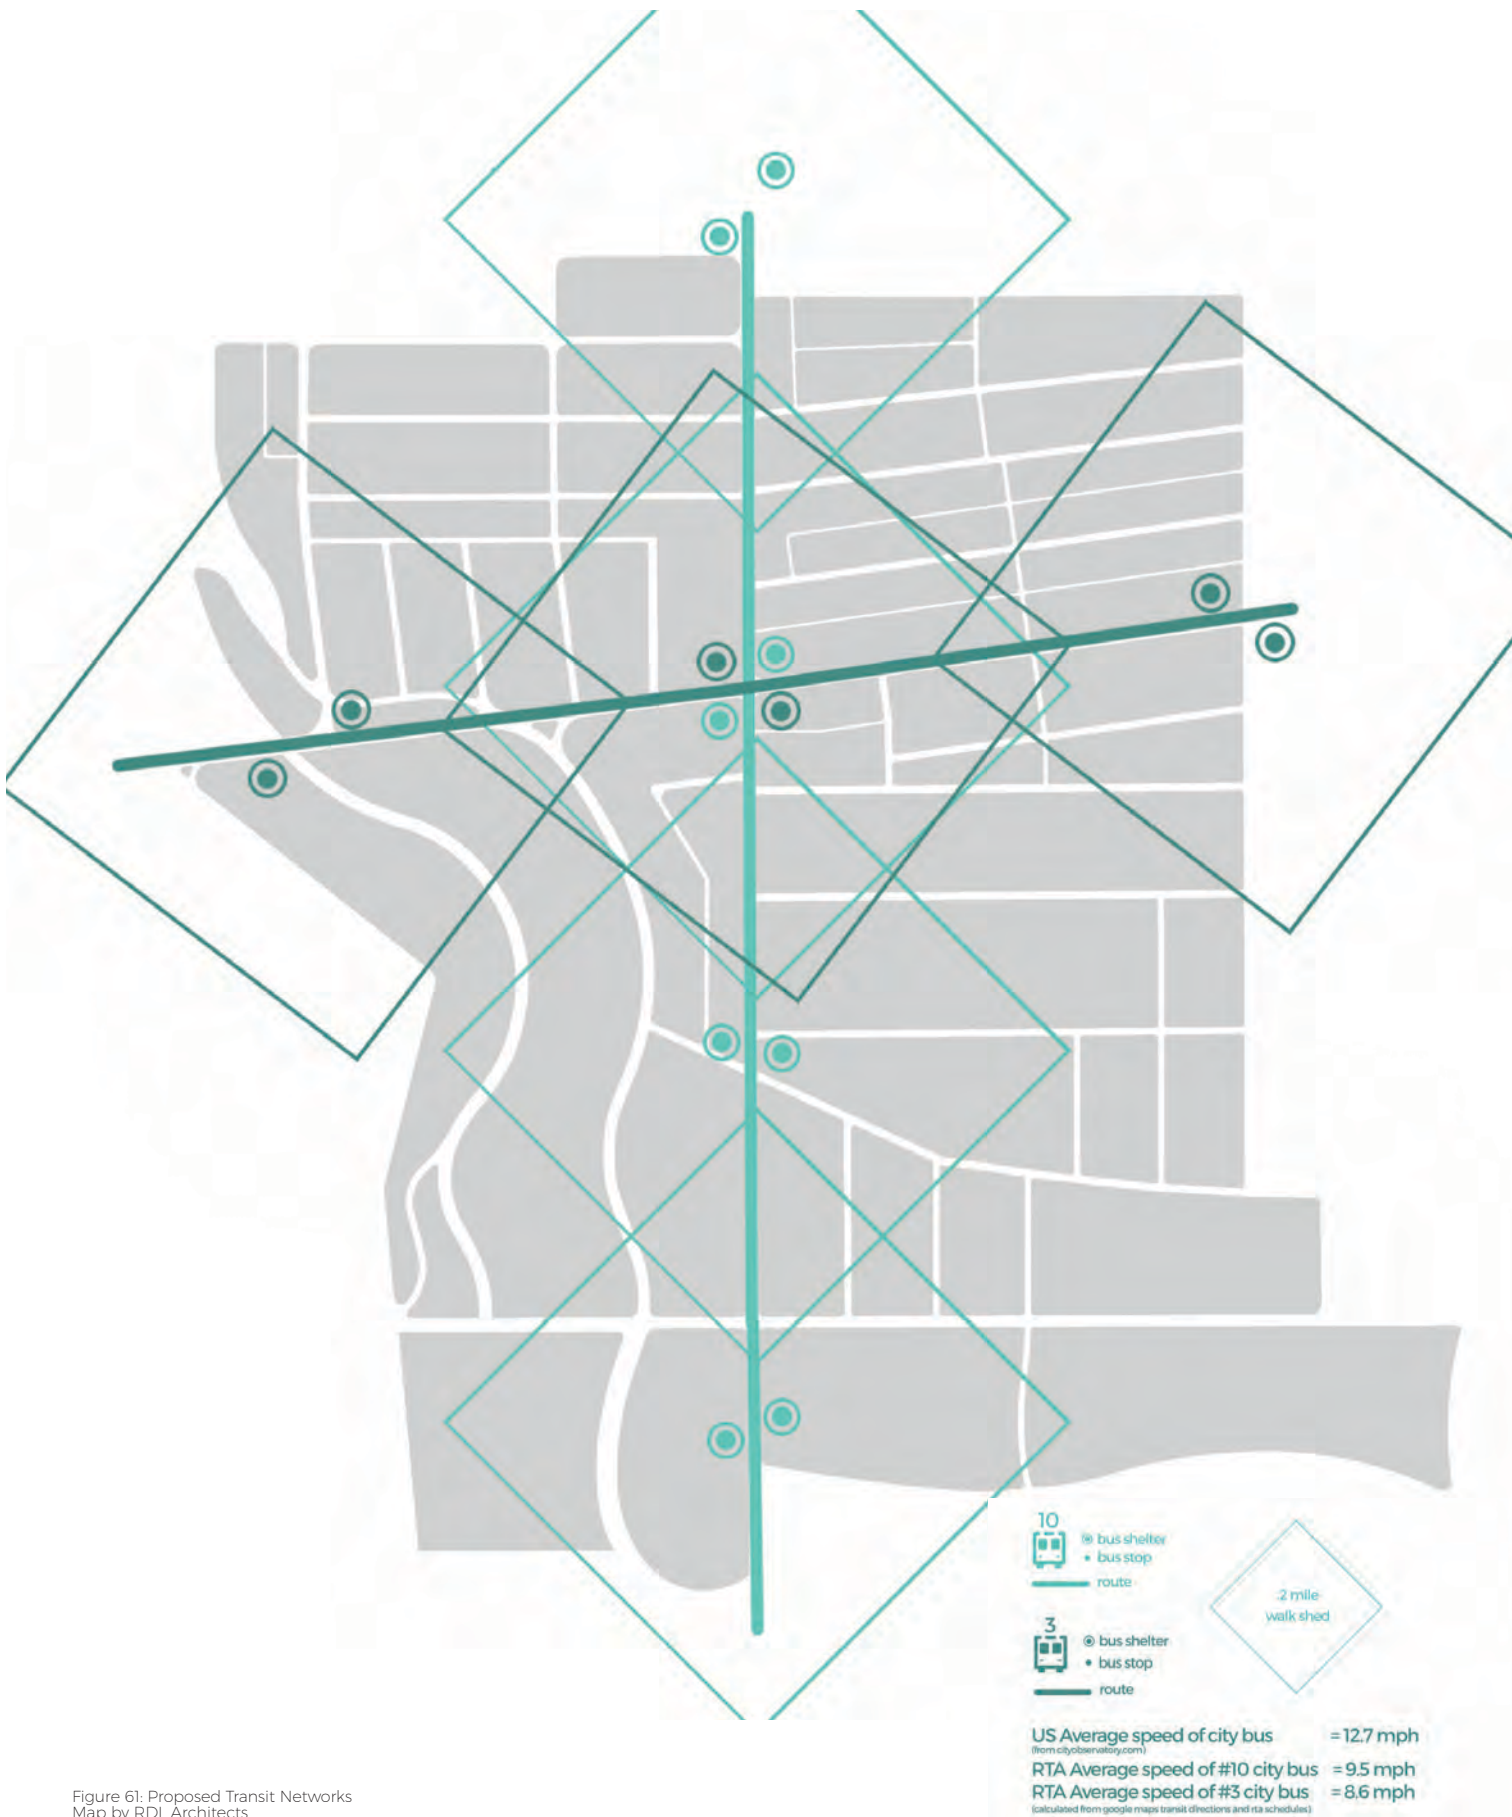 10
bus shelter
bus stop
route
.2 mile
walk shed
3
bus shelter
bus stop
route
US Average speed of city bus = 12.7 mph
(from cityobservatory.com)
RTA Average speed of #10 city bus = 9.5 mph
RTA Average speed of #3 city bus = 8.6 mph
(calculated from google maps transit directions and rta schedules)
Figure 61: Proposed Transit Networks
Map by RDL Architects